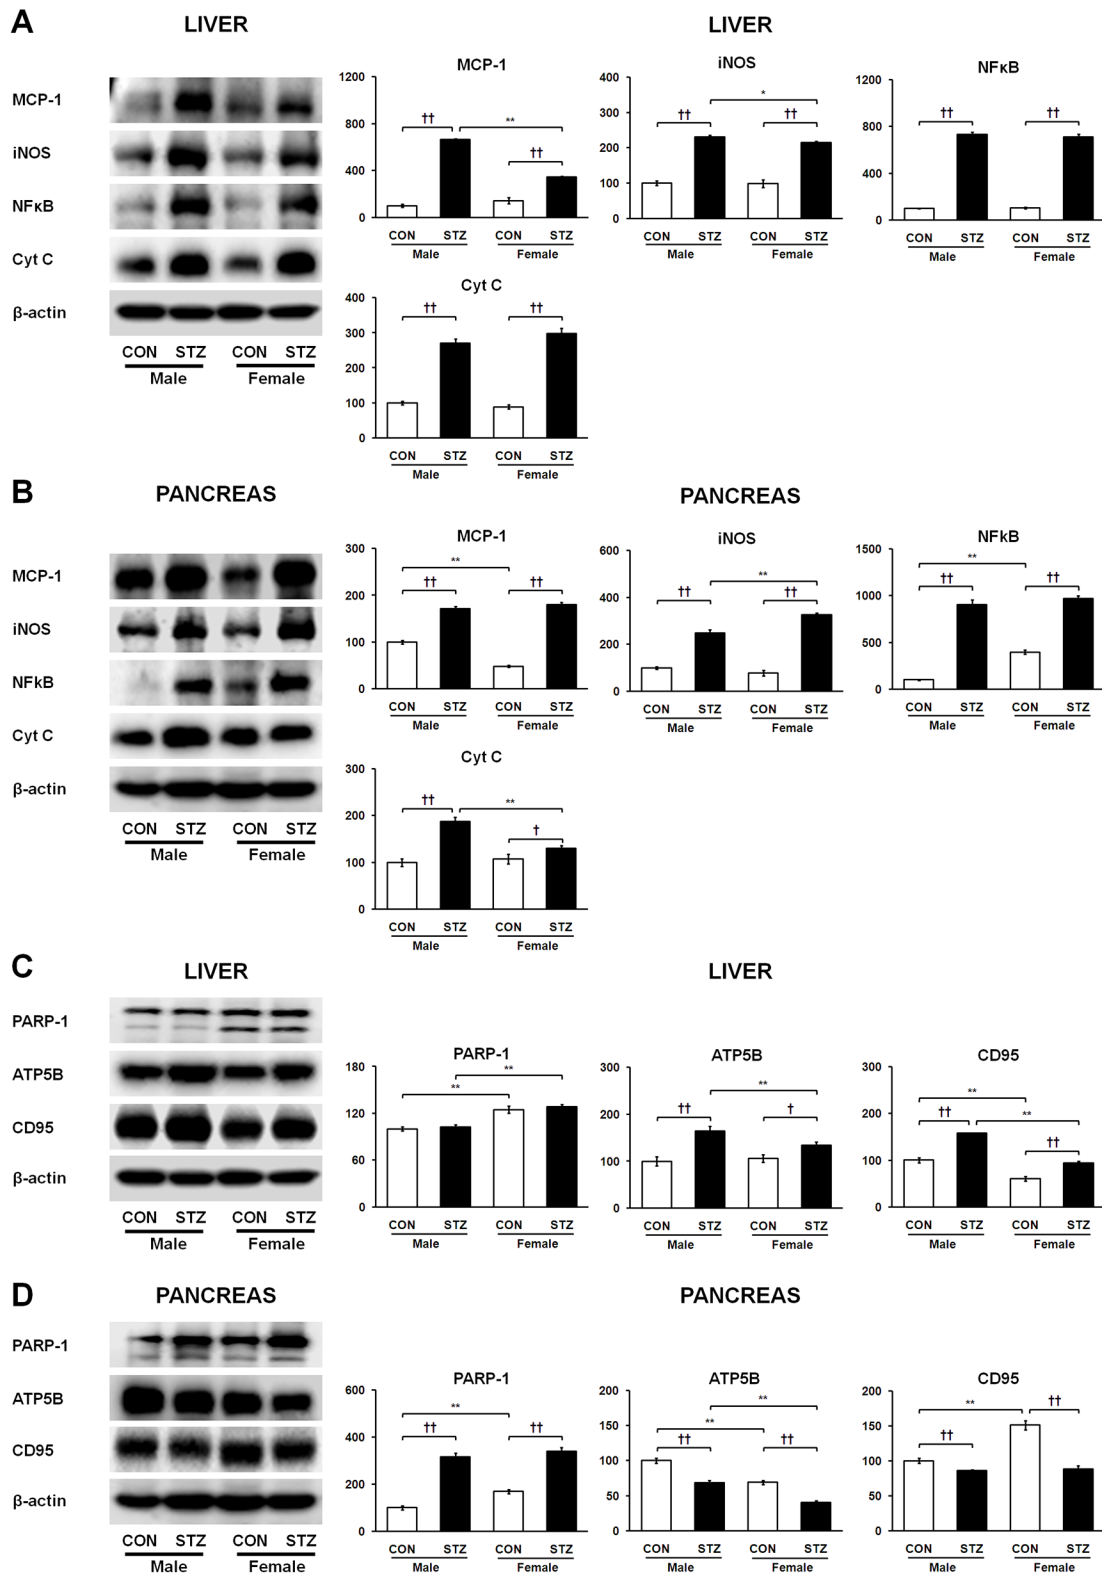 A
LIVER
LIVER
MCP-1
iNOS
NFκB
Cyt C
β-actin
CON STZ CON STZ
Male Female
MCP-1
1200
800
400
0
††
**
††
CON STZ CON STZ
Male Female
iNOS
400
300
200
100
0
††
*
††
CON STZ CON STZ
Male Female
NFκB
1200
800
400
0
††
††
CON STZ CON STZ
Male Female
Cyt C
400
300
200
100
0
††
††
CON STZ CON STZ
Male Female
B
PANCREAS
PANCREAS
MCP-1
iNOS
NFkB
Cyt C
β-actin
CON STZ CON STZ
Male Female
MCP-1
300
200
100
0
**
††
††
CON STZ CON STZ
Male Female
iNOS
600
400
200
0
**
††
††
CON STZ CON STZ
Male Female
NFkB
1500
1000
500
0
**
††
††
CON STZ CON STZ
Male Female
Cyt C
300
200
100
0
††
**
†
CON STZ CON STZ
Male Female
C
LIVER
LIVER
PARP-1
ATP5B
CD95
β-actin
CON STZ CON STZ
Male Female
PARP-1
180
120
60
0
**
**
CON STZ CON STZ
Male Female
ATP5B
300
200
100
0
**
††
†
CON STZ CON STZ
Male Female
CD95
300
200
100
0
**
††
**
††
CON STZ CON STZ
Male Female
D
PANCREAS
PANCREAS
PARP-1
ATP5B
CD95
β-actin
CON STZ CON STZ
Male Female
PARP-1
600
400
200
0
**
††
††
CON STZ CON STZ
Male Female
ATP5B
200
150
100
50
0
**
**
††
††
CON STZ CON STZ
Male Female
CD95
200
150
100
50
0
**
††
††
CON STZ CON STZ
Male Female